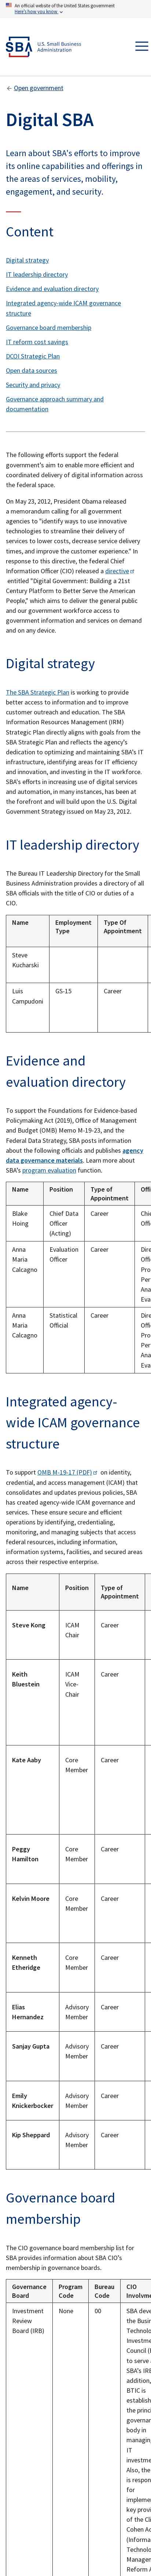 An official website of the United States government
Here's how you know
SBA
U.S. Small Business
Administration
← Open government
Digital SBA
Learn about SBA's efforts to improve
its online capabilities and offerings in
the areas of services, mobility,
engagement, and security.
Content
Digital strategy
IT leadership directory
Evidence and evaluation directory
Integrated agency-wide ICAM governance
structure
Governance board membership
IT reform cost savings
DCOI Strategic Plan
Open data sources
Security and privacy
Governance approach summary and
documentation
The following efforts support the federal
government's aim to enable more efficient and
coordinated delivery of digital information across
the federal space.
On May 23, 2012, President Obama released
a memorandum calling for all government
agencies to "identify ways to use innovative
technologies to streamline their delivery of
services to lower costs, decrease service delivery
times, and improve the customer experience." In
response to this directive, the federal Chief
Information Officer (CIO) released a directive
entitled "Digital Government: Building a 21st
Century Platform to Better Serve the American
People," which aims to deliver the general public
and our government workforce access to
government information and services on demand
and on any device.
Digital strategy
The SBA Strategic Plan is working to provide
better access to information and to improve our
customer outreach and education. The SBA
Information Resources Management (IRM)
Strategic Plan directly aligns with goals from the
SBA Strategic Plan and reflects the agency's
dedication toward maintaining SBA's IT
infrastructure, identifying areas for IT efficiency
and innovation, and investing in the IT workforce.
SBA's efforts in increasing use of digital services
and automation, in many instances, has been at
the forefront and will build upon the U.S. Digital
Government Strategy issued on May 23, 2012.
IT leadership directory
The Bureau IT Leadership Directory for the Small
Business Administration provides a directory of all
SBA officials with the title of CIO or duties of a
CIO.
Name Employment Type Type Of Appointment
Steve Kucharski
Luis Campudoni GS-15 Career
Evidence and
evaluation directory
To support the Foundations for Evidence-based
Policymaking Act (2019), Office of Management
and Budget (OMB) Memo M-19-23, and the
Federal Data Strategy, SBA posts information
about the following officials and publishes agency
data governance materials. Learn more about
SBA's program evaluation function.
Name Position Type of Appointment Offi
Blake Hoing Chief Data Officer (Acting) Career Chie Offi
Anna Maria Calcagno Evaluation Officer Career Dire Offi Pro Per Ana Eva
Anna Maria Calcagno Statistical Official Career Dire Offi Pro Per Ana Eva
Integrated agency-
wide ICAM governance
structure
To support OMB M-19-17 (PDF) on identity,
credential, and access management (ICAM) that
consolidates and updates previous policies, SBA
has created agency-wide ICAM governance and
services. These ensure secure and efficient
operations by identifying, credentialing,
monitoring, and managing subjects that access
federal resources, including information,
information systems, facilities, and secured areas
across their respective enterprise.
Name Position Type of Appointment
Steve Kong ICAM Chair Career
Keith Bluestein ICAM Vice-Chair Career
Kate Aaby Core Member Career
Peggy Hamilton Core Member Career
Kelvin Moore Core Member Career
Kenneth Etheridge Core Member Career
Elias Hernandez Advisory Member Career
Sanjay Gupta Advisory Member Career
Emily Knickerbocker Advisory Member Career
Kip Sheppard Advisory Member Career
Governance board
membership
The CIO governance board membership list for
SBA provides information about SBA CIO's
membership in governance boards.
Governance Board Program Code Bureau Code CIO Involvme
Investment Review Board (IRB) None 00 SBA deve
the Busin
Technolo
Investme
Council (B
to serve a
SBA's IRB
addition,
BTIC is
establish
the princi
governan
body in
managin
IT
investme
Also, the
is respon
for
implemen
key provi
of the Cli
Cohen Ac
(Informa
Technolo
Manage
Reform A